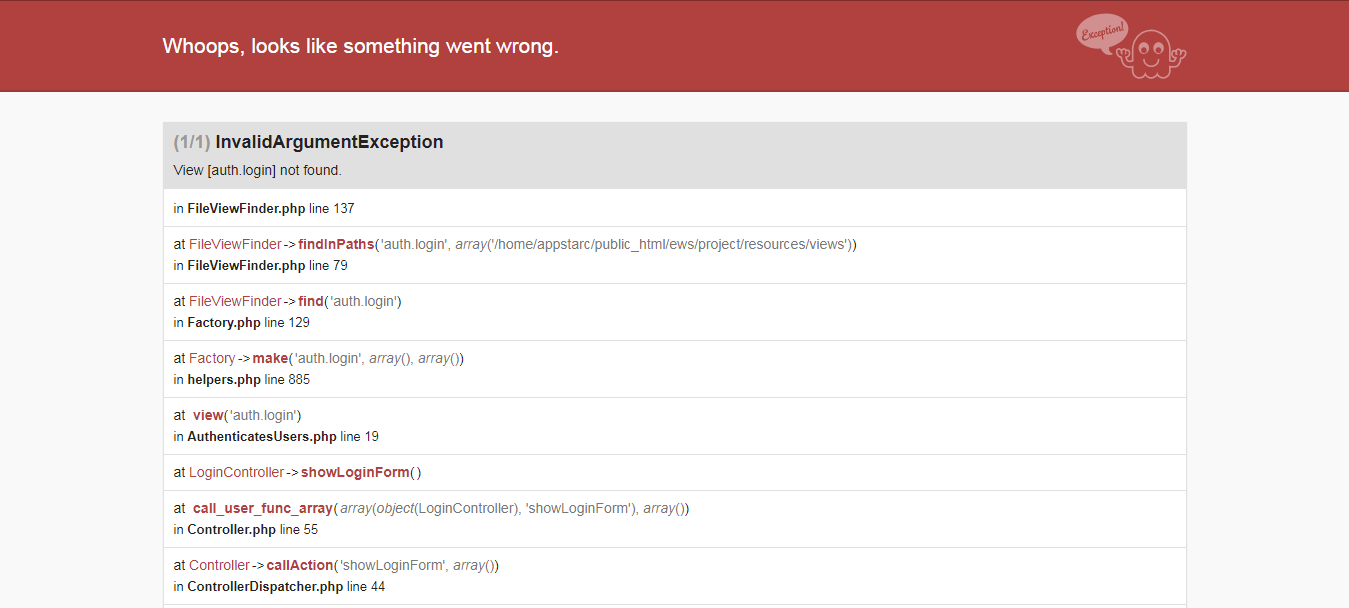 Whoops, looks like something went wrong.
Exception!
(1/1) InvalidArgumentException
View [auth.login] not found.
in FileViewFinder.php line 137
at FileViewFinder->findInPaths('auth.login', array('/home/appstarc/public_html/ews/project/resources/views'))
in FileViewFinder.php line 79
at FileViewFinder->find('auth.login')
in Factory.php line 129
at Factory->make('auth.login', array(), array())
in helpers.php line 885
at view('auth.login')
in AuthenticatesUsers.php line 19
at LoginController->showLoginForm()
at call_user_func_array(array(object(LoginController), 'showLoginForm'), array())
in Controller.php line 55
at Controller->callAction('showLoginForm', array())
in ControllerDispatcher.php line 44